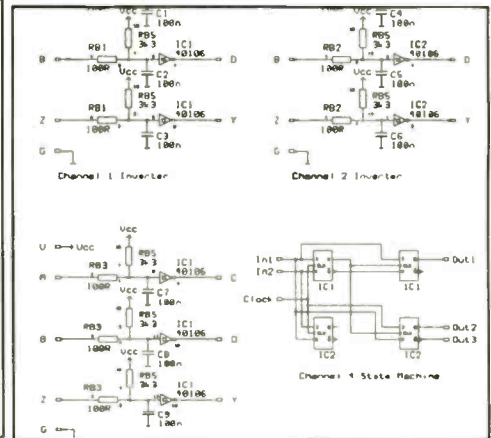 C1
100n
C4
100n
RB5
3k3
IC1
40106
B
RB1
100R
D
Vcc
C2
100n
RB5
3k3
IC2
40106
B
RB2
100R
D
Vcc
C5
100n
RB5
3k3
IC1
40106
Z
RB1
100R
Y
C3
100n
RB5
3k3
IC2
40106
Z
RB2
100R
Y
C6
100n
G
Channel 1 Inverter
G
Channel 2 Inverter
V
Vcc
RB5
3k3
IC1
40106
A
RB3
100R
C
Vcc
C7
100n
RB5
3k3
IC1
40106
B
RB3
100R
D
Vcc
C8
100n
RB5
3k3
IC1
40106
Z
RB3
100R
Y
C9
100n
G
In1
In2
Clock
IC1
IC1
IC2
IC2
Out1
Out2
Out3
Channel 4 State Machine